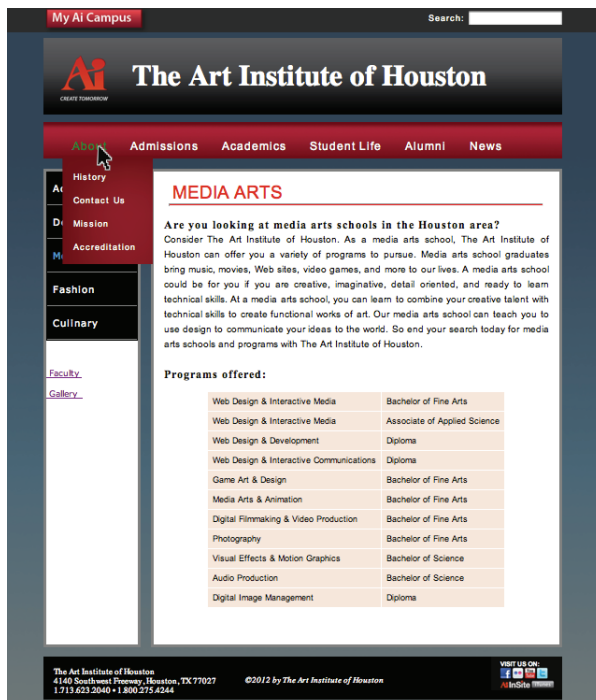 My Ai Campus
Search:
Ai
CREATE TOMORROW
The Art Institute of Houston
About Admissions Academics Student Life Alumni News
History
Contact Us
Mission
Accreditation
Fashion
Culinary
Faculty
Gallery
MEDIA ARTS
Are you looking at media arts schools in the Houston area?
Consider The Art Institute of Houston. As a media arts school, The Art Institute of
Houston can offer you a variety of programs to pursue. Media arts school graduates
bring music, movies, Web sites, video games, and more to our lives. A media arts school
could be for you if you are creative, imaginative, detail oriented, and ready to learn
technical skills. At a media arts school, you can learn to combine your creative talent with
technical skills to create functional works of art. Our media arts school can teach you to
use design to communicate your ideas to the world. So end your search today for media
arts schools and programs with The Art Institute of Houston.
Programs offered:
Web Design & Interactive Media Bachelor of Fine Arts
Web Design & Interactive Media Associate of Applied Science
Web Design & Development Diploma
Web Design & Interactive Communications Diploma
Game Art & Design Bachelor of Fine Arts
Media Arts & Animation Bachelor of Fine Arts
Digital Filmmaking & Video Production Bachelor of Fine Arts
Photography Bachelor of Fine Arts
Visual Effects & Motion Graphics Bachelor of Science
Audio Production Bachelor of Science
Digital Image Management Diploma
The Art Institute of Houston
4140 Southwest Freeway, Houston, TX 77027
1.713.623.2040 • 1.800.275.4244
©2012 by The Art Institute of Houston
VISIT US ON:
Ai InSite iTunes